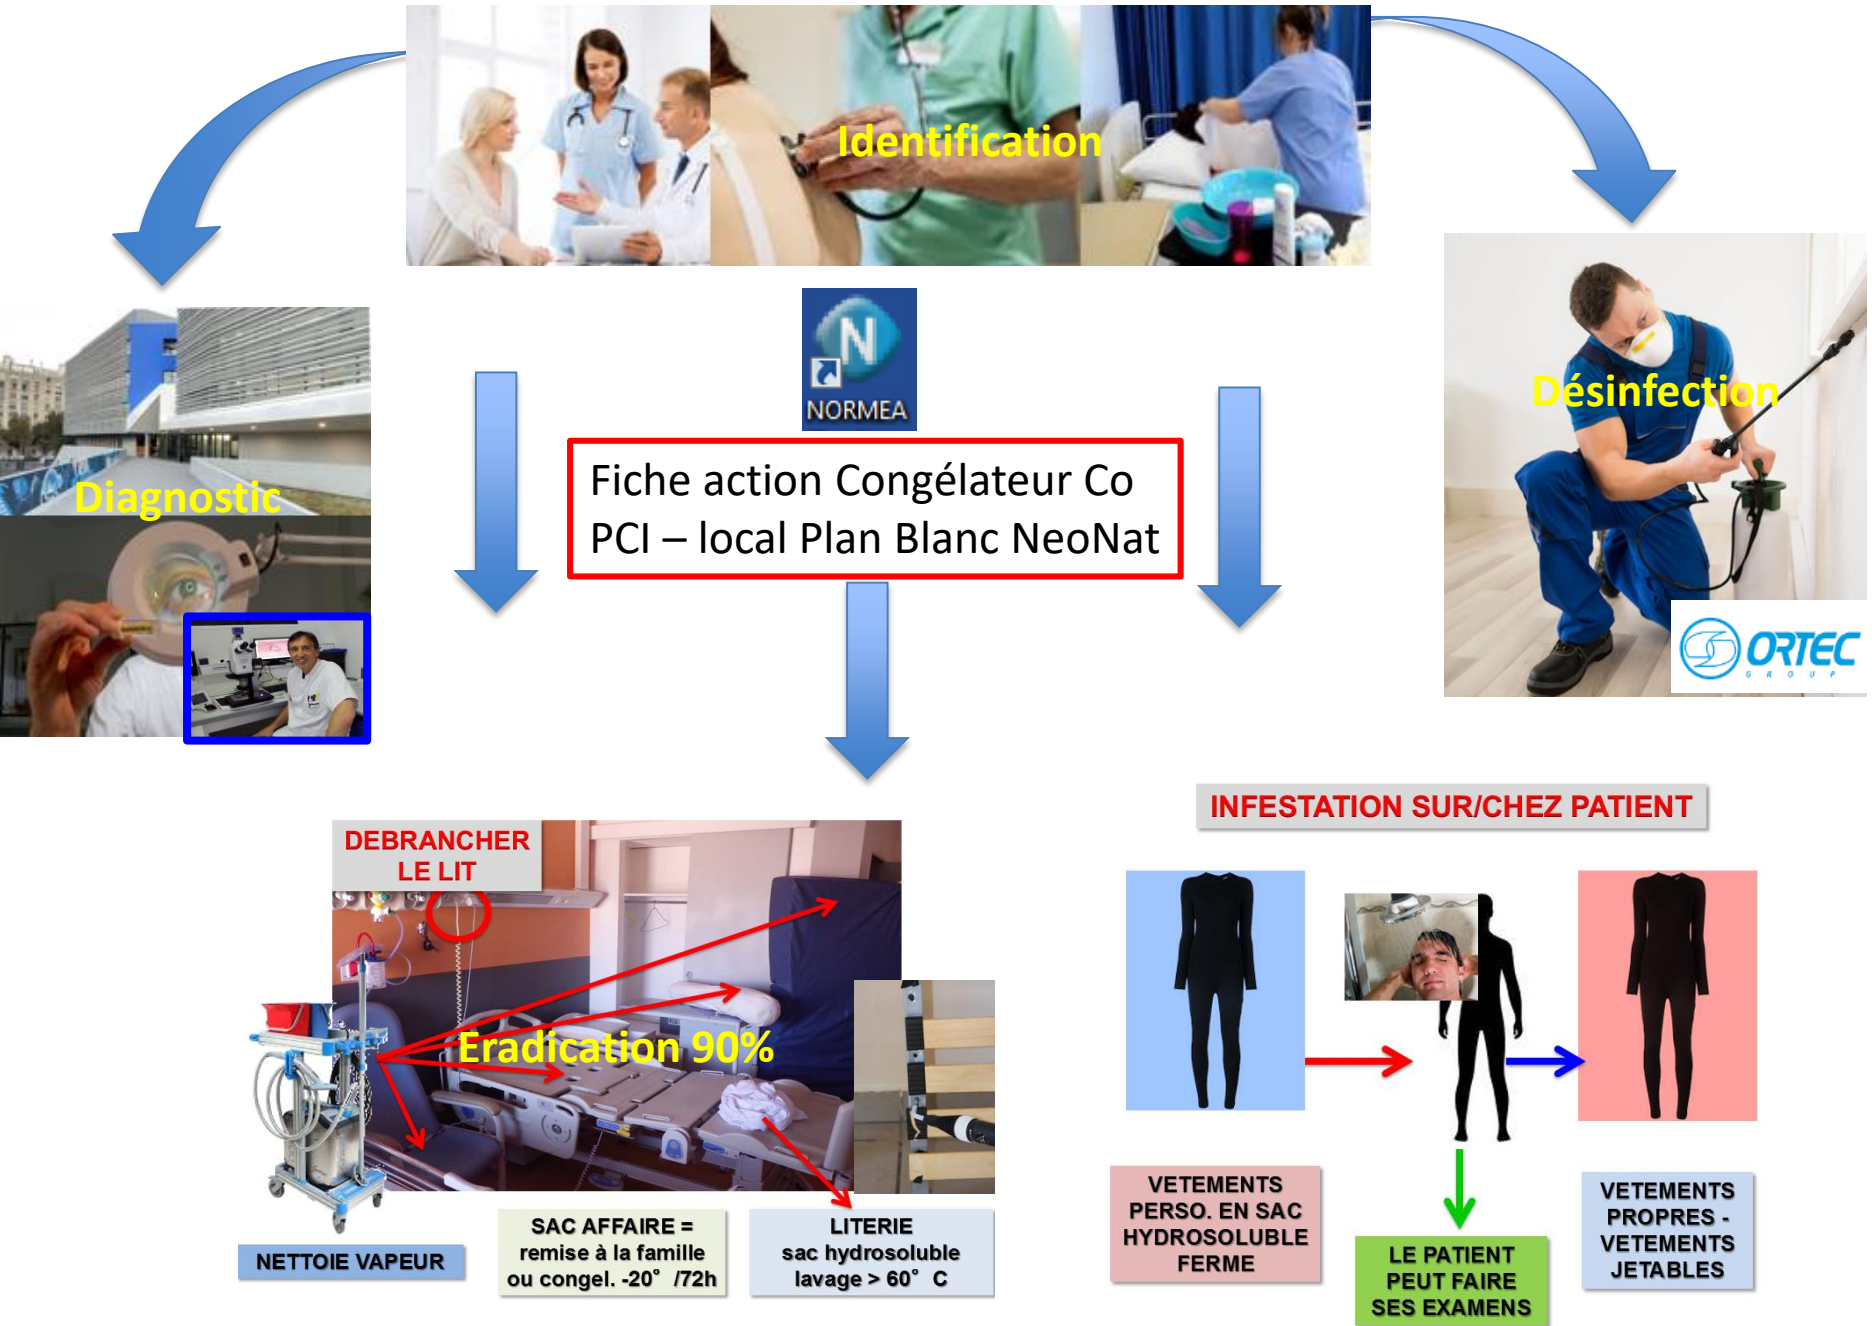 Identification
NORMEA
Fiche action Congélateur Co
PCI – local Plan Blanc NeoNat
Diagnostic
Désinfection
ORTEC
GROUP
DEBRANCHER
LE LIT
Eradication 90%
NETTOIE VAPEUR
SAC AFFAIRE =
remise à la famille
ou congel. -20° /72h
LITERIE
sac hydrosoluble
lavage > 60° C
INFESTATION SUR/CHEZ PATIENT
VETEMENTS
PERSO. EN SAC
HYDROSOLUBLE
FERME
LE PATIENT
PEUT FAIRE
SES EXAMENS
VETEMENTS
PROPRES -
VETEMENTS
JETABLES